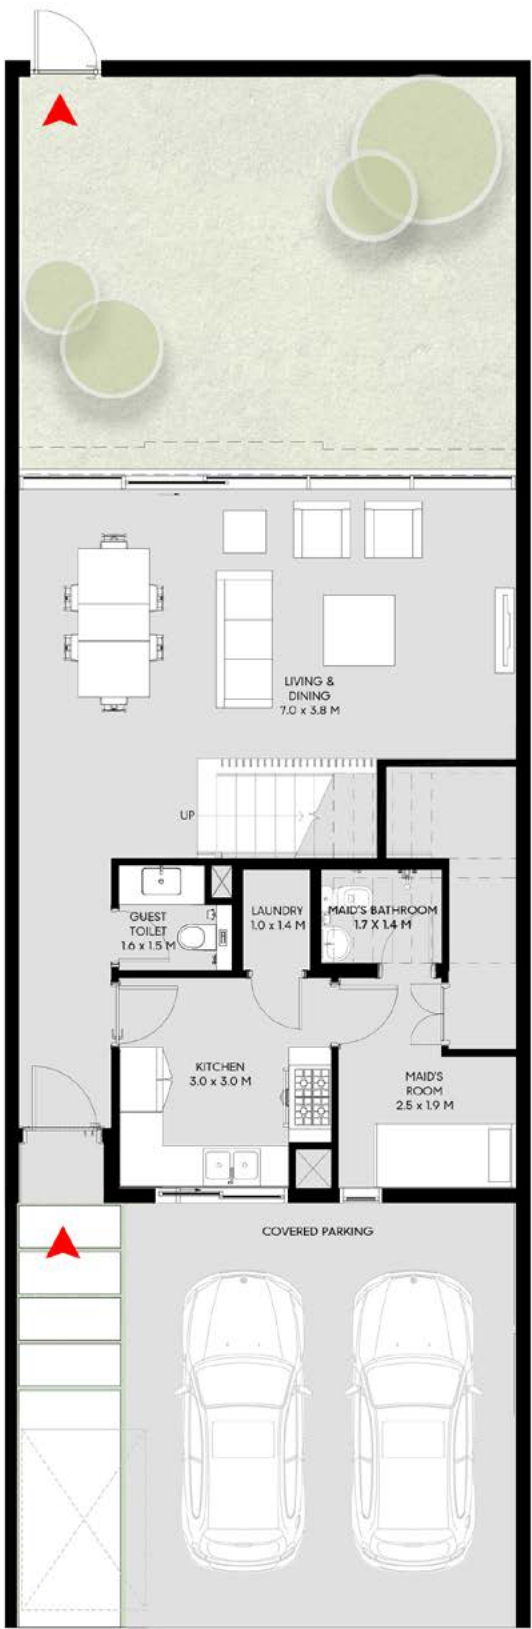 LIVING &
DINING
7.0 x 3.8 M
UP
GUEST
TOILET
1.6 x 1.5 M
LAUNDRY
1.0 x 1.4 M
MAID'S BATHROOM
1.7 X 1.4 M
KITCHEN
3.0 x 3.0 M
MAID'S
ROOM
2.5 x 1.9 M
COVERED PARKING